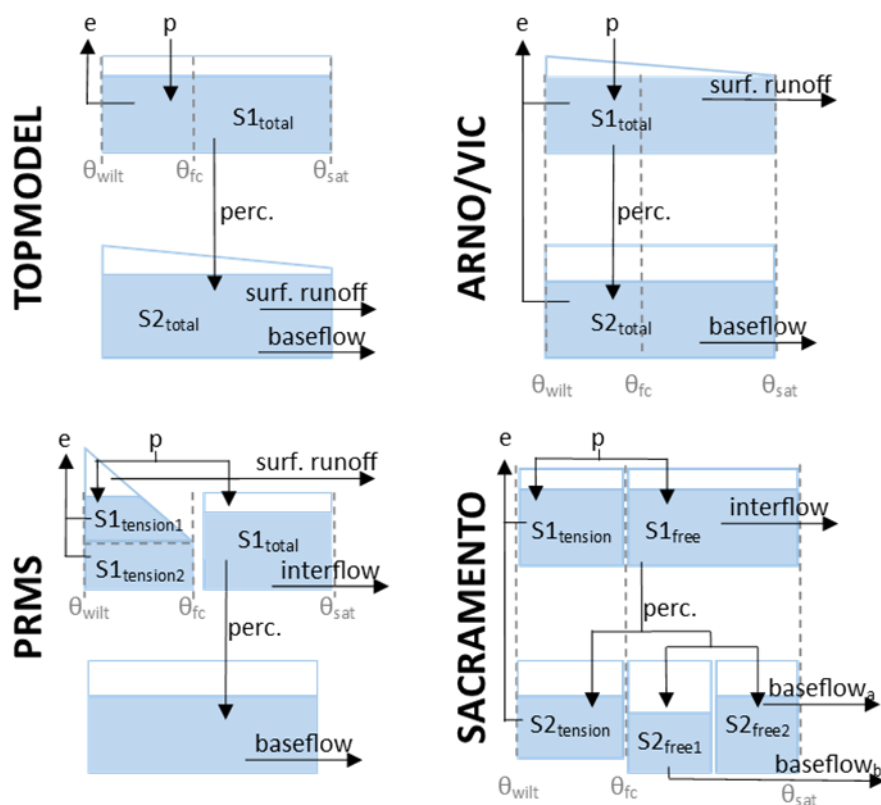 TOPMODEL
e
p
S1total
θwilt
θfc
θsat
perc.
surf. runoff
S2total
baseflow
ARNO/VIC
e
p
surf. runoff
S1total
perc.
S2total
baseflow
θwilt
θfc
θsat
PRMS
e
p
surf. runoff
S1tension1
S1total
S1tension2
interflow
θwilt
θfc
θsat
perc.
baseflow
SACRAMENTO
e
p
interflow
S1tension
S1free
perc.
baseflowa
S2tension
S2free1
S2free2
baseflowb
θwilt
θfc
θsat